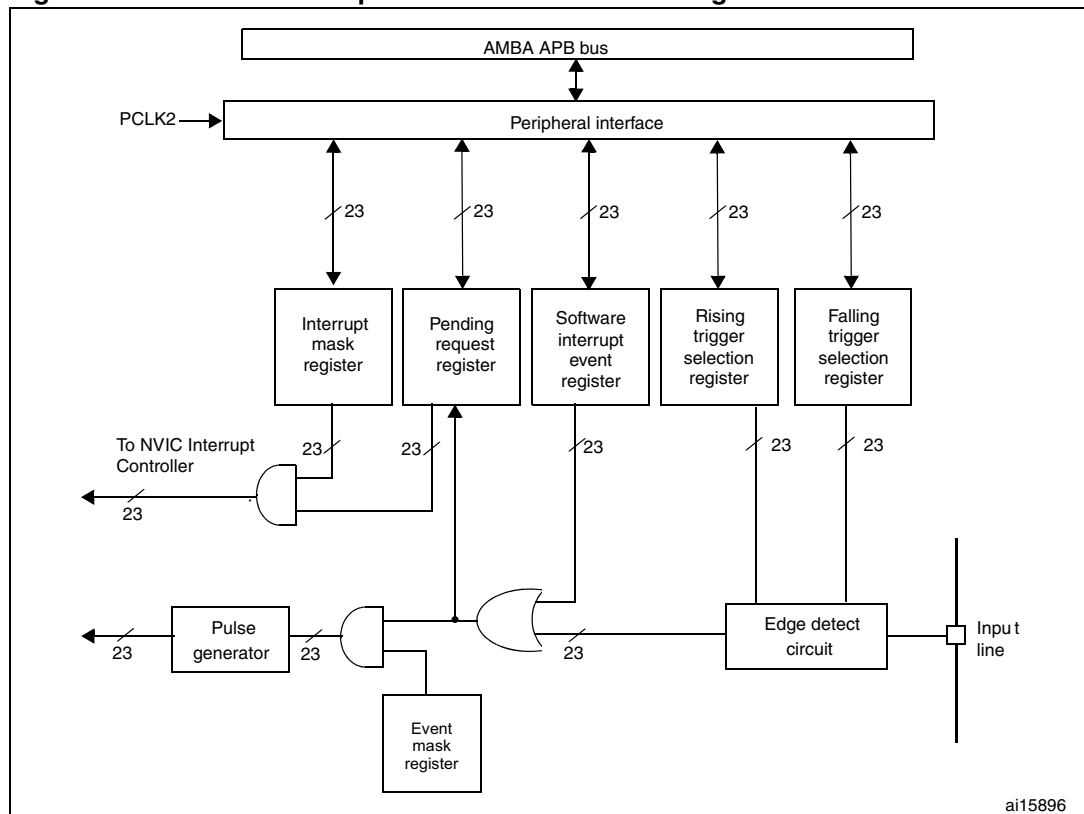 AMBA APB bus
PCLK2
Peripheral interface
23
23
23
23
23
Interrupt
mask
register
Pending
request
register
Software
interrupt
event
register
Rising
trigger
selection
register
Falling
trigger
selection
register
To NVIC Interrupt
Controller
23
23
23
23
23
23
23
Pulse
generator
23
23
Edge detect
circuit
Input
line
Event
mask
register
ai15896